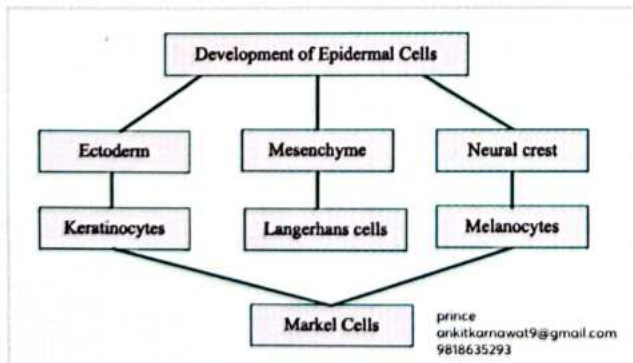 Development of Epidermal Cells
Ectoderm
Mesenchyme
Neural crest
Keratinocytes
Langerhans cells
Melanocytes
Markel Cells
prince
ankitkarnawat9@gmail.com
9818635293